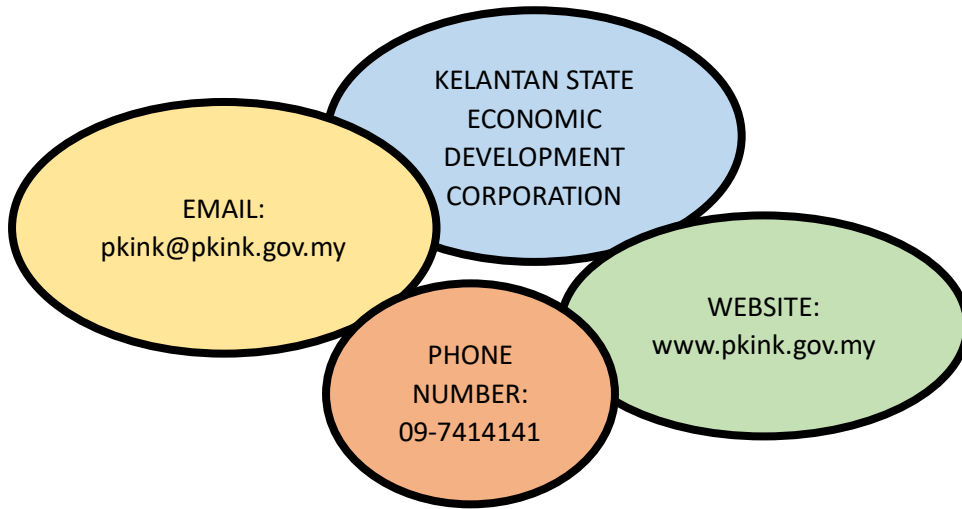 KELANTAN STATE
ECONOMIC
DEVELOPMENT
CORPORATION
EMAIL:
pkink@pkink.gov.my
WEBSITE:
www.pkink.gov.my
PHONE
NUMBER:
09-7414141